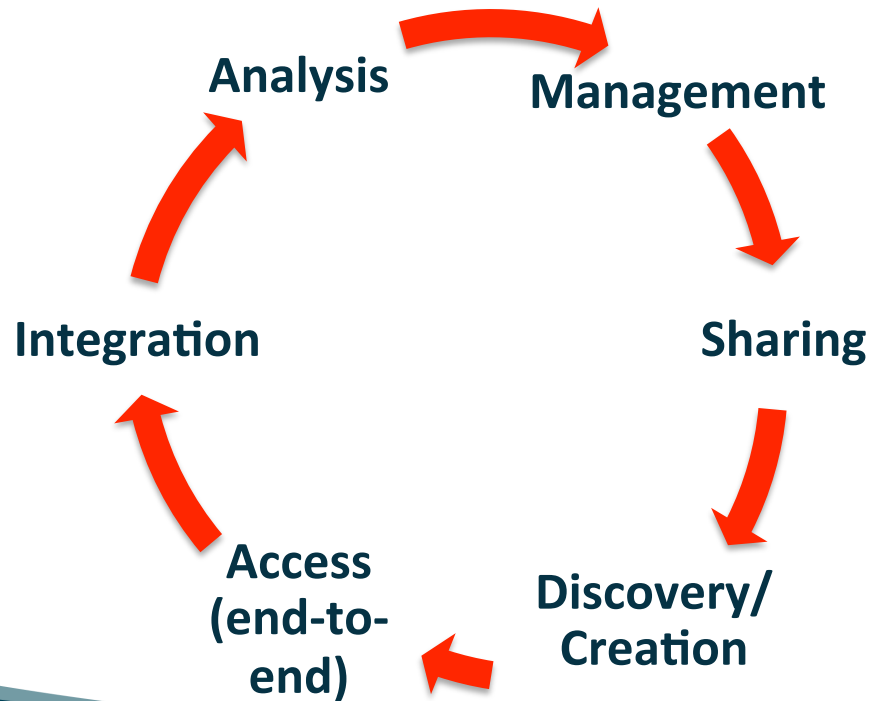 Analysis
Management
Sharing
Discovery/
Creation
Access
(end-to-
end)
Integration